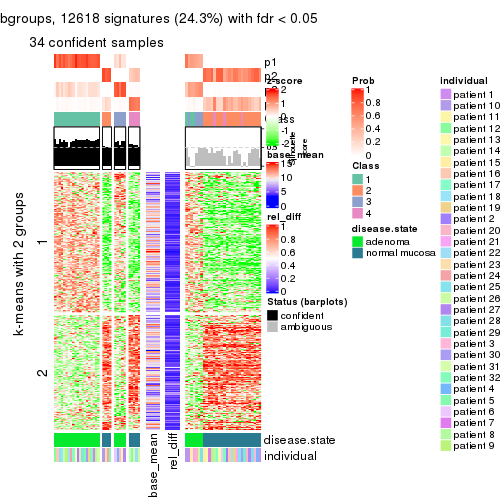 bgroups, 12618 signatures (24.3%) with fdr < 0.05
34 confident samples
p1
p2
z-score
2
1
0
-1
-2
base_mean
15
10
5
0
rel_diff
1
0.8
0.6
0.4
0.2
0
Status (barplots)
confident
ambiguous
Prob
1
0.8
0.6
0.4
0.2
0
Class
1
2
3
4
disease.state
adenoma
normal mucosa
individual
patient 1
patient 10
patient 11
patient 12
patient 13
patient 14
patient 15
patient 16
patient 17
patient 18
patient 19
patient 2
patient 20
patient 21
patient 22
patient 23
patient 24
patient 25
patient 26
patient 27
patient 28
patient 29
patient 3
patient 30
patient 31
patient 32
patient 4
patient 5
patient 6
patient 7
patient 8
patient 9
k-means with 2 groups
1
2
disease.state
individual
base_mean
rel_diff